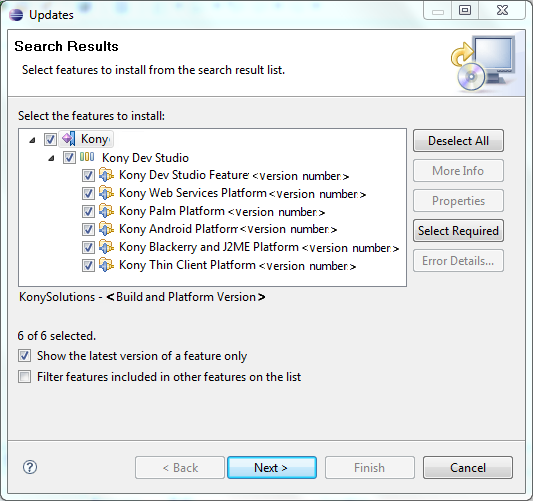 Updates
Search Results
Select features to install from the search result list.
Select the features to install:
Kony
Kony Dev Studio
Kony Dev Studio Feature <version number>
Kony Web Services Platform <version number>
Kony Palm Platform <version number>
Kony Android Platform <version number>
Kony Blackerry and J2ME Platform <version number>
Kony Thin Client Platform <version number>
Deselect All
More Info
Properties
Select Required
Error Details...
KonySolutions - <Build and Platform Version>
6 of 6 selected.
Show the latest version of a feature only
Filter features included in other features on the list
?
< Back
Next >
Finish
Cancel